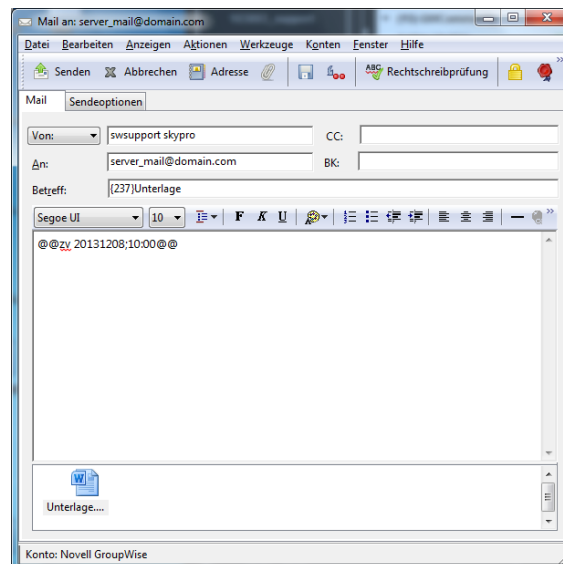 Mail an: server_mail@domain.com
Datei Bearbeiten Anzeigen Aktionen Werkzeuge Konten Fenster Hilfe
Senden Abbrechen Adresse ABC Rechtschreibprüfung »
Mail Sendeoptionen
Von: swsupport skypro CC:
An: server_mail@domain.com BK:
Betreff: {237}Unterlage
Segoe UI 10 F K U »
@@zv 20131208;10:00@@
Unterlage....
Konto: Novell GroupWise